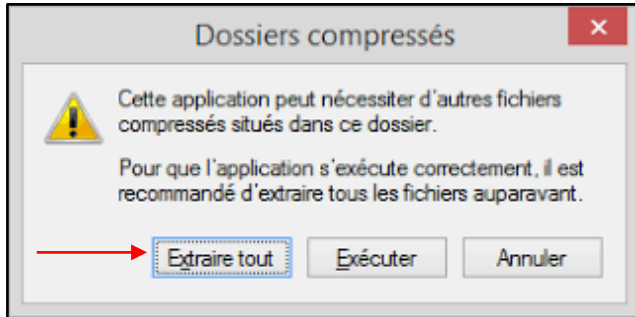 Dossiers compressés
Cette application peut nécessiter d'autres fichiers
compressés situés dans ce dossier.
Pour que l'application s'exécute correctement, il est
recommandé d'extraire tous les fichiers auparavant.
Extraire tout Exécuter Annuler